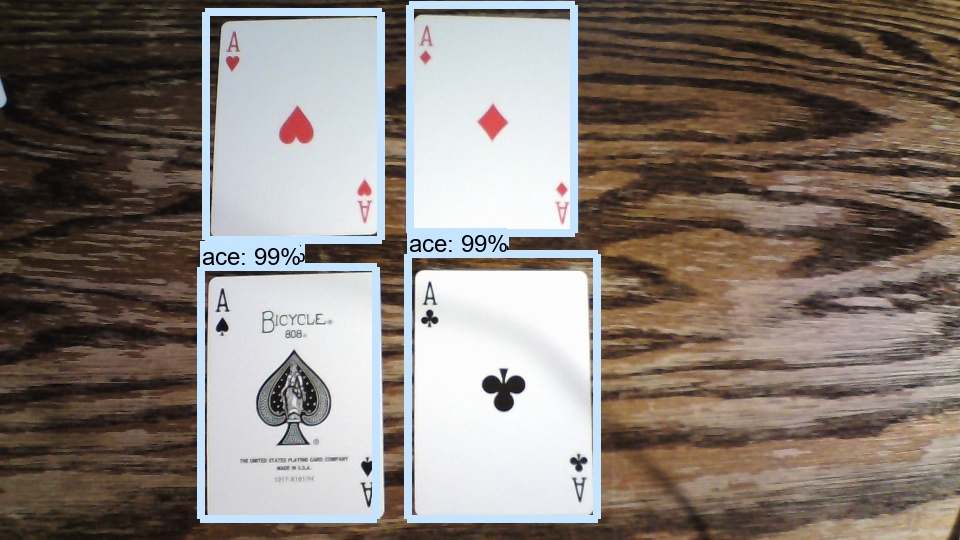 A
A
A
A
ace: 99%
ace: 99%
A
A
BICYCLE®
808®
®
THE UNITED STATES PLAYING CARD COMPANY
MADE IN U.S.A.
A
A